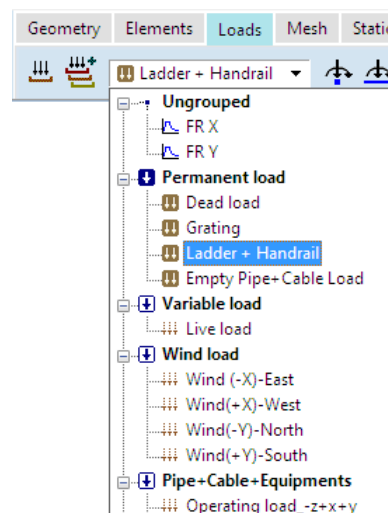 Geometry Elements Loads Mesh
Ladder + Handrail
Ungrouped
FR X
FR Y
Permanent load
Dead load
Grating
Ladder + Handrail
Empty Pipe+Cable Load
Variable load
Live load
Wind load
Wind (-X)-East
Wind(+X)-West
Wind(-Y)-North
Wind(+Y)-South
Pipe+Cable+Equipments
Operating load_-z+x+y